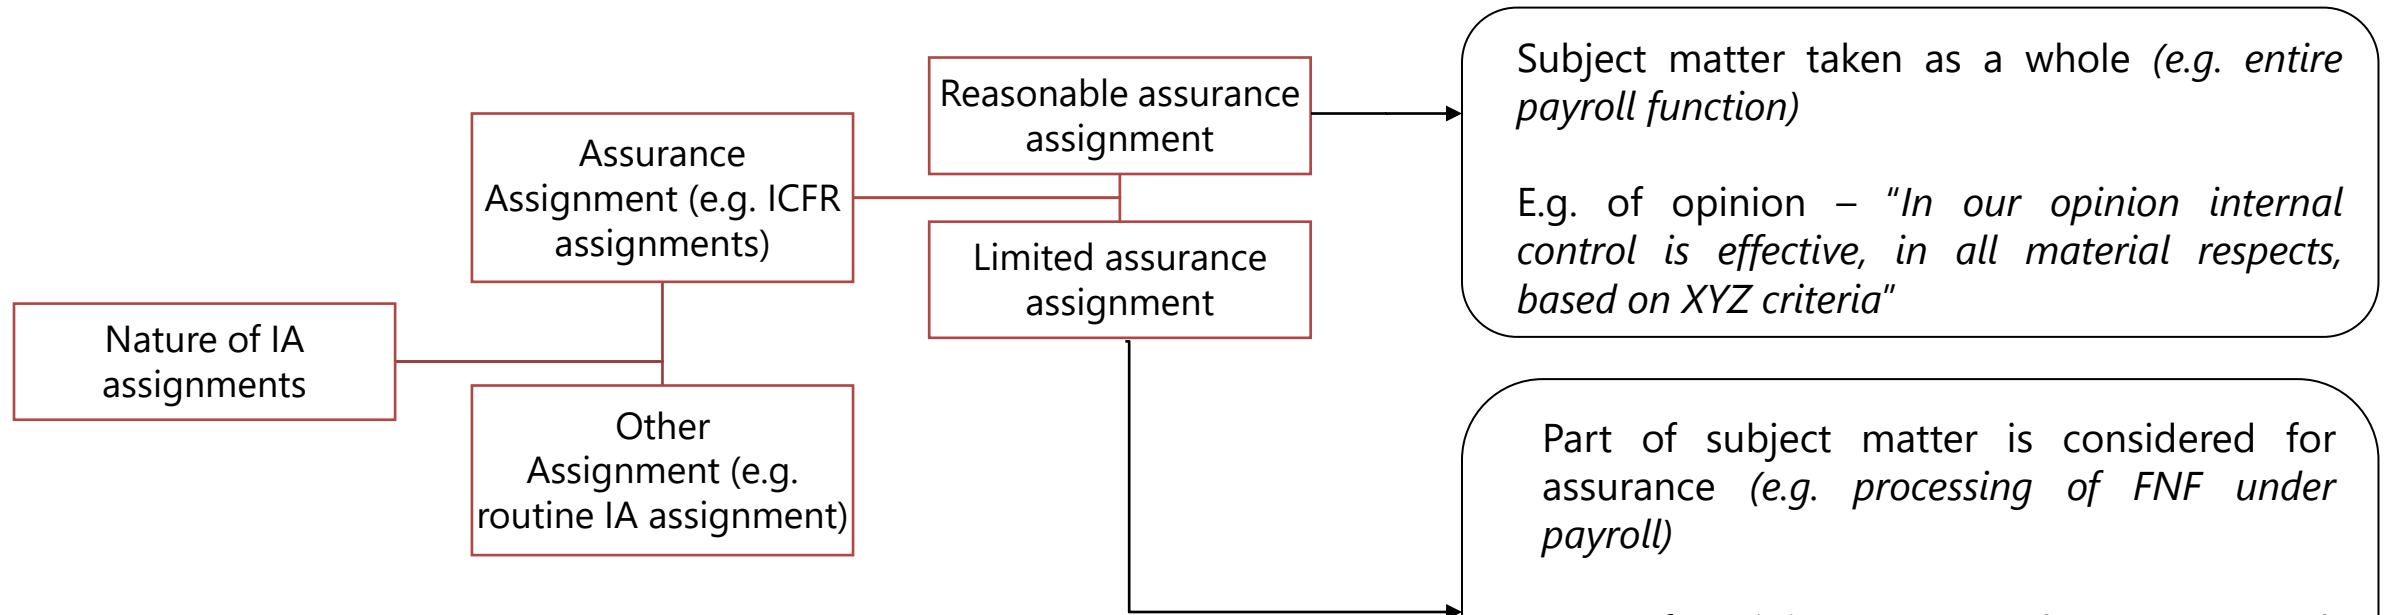 Nature of IA
assignments
Assurance
Assignment (e.g. ICFR
assignments)
Other
Assignment (e.g.
routine IA assignment)
Reasonable assurance
assignment
Limited assurance
assignment
Subject matter taken as a whole (e.g. entire
payroll function)
E.g. of opinion – "In our opinion internal
control is effective, in all material respects,
based on XYZ criteria"
Part of subject matter is considered for
assurance (e.g. processing of FNF under
payroll)